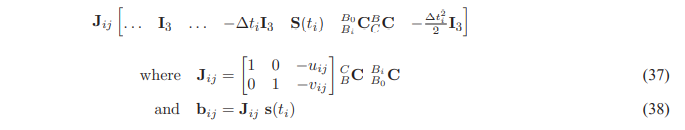 J_{ij} [ … I_3 … −Δt_i I_3 S(t_i) ^{B_0}_{B_i}C ^B_C C −\frac{Δt_i^2}{2} I_3 ]
where J_{ij} = [ 1 0 −u_{ij} ; 0 1 −v_{ij} ] ^C_B C ^{B_i}_{B_0}C (37)
and b_{ij} = J_{ij} s(t_i) (38)